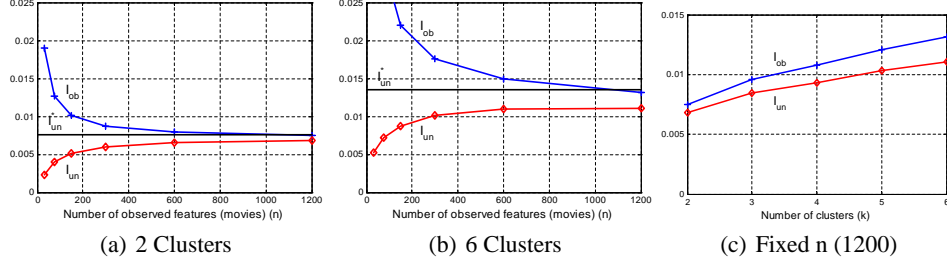 0.025
0.02
0.015
0.01
0.005
0
I_ob
I*_un
I_un
0 200 400 600 800 1000 1200
Number of observed features (movies) (n)
(a) 2 Clusters
0.025
0.02
0.015
0.01
0.005
0
I_ob
I*_un
I_un
0 200 400 600 800 1000 1200
Number of observed features (movies) (n)
(b) 6 Clusters
0.015
0.01
0.005
0
I_ob
I_un
2 3 4 5 6
Number of clusters (k)
(c) Fixed n (1200)